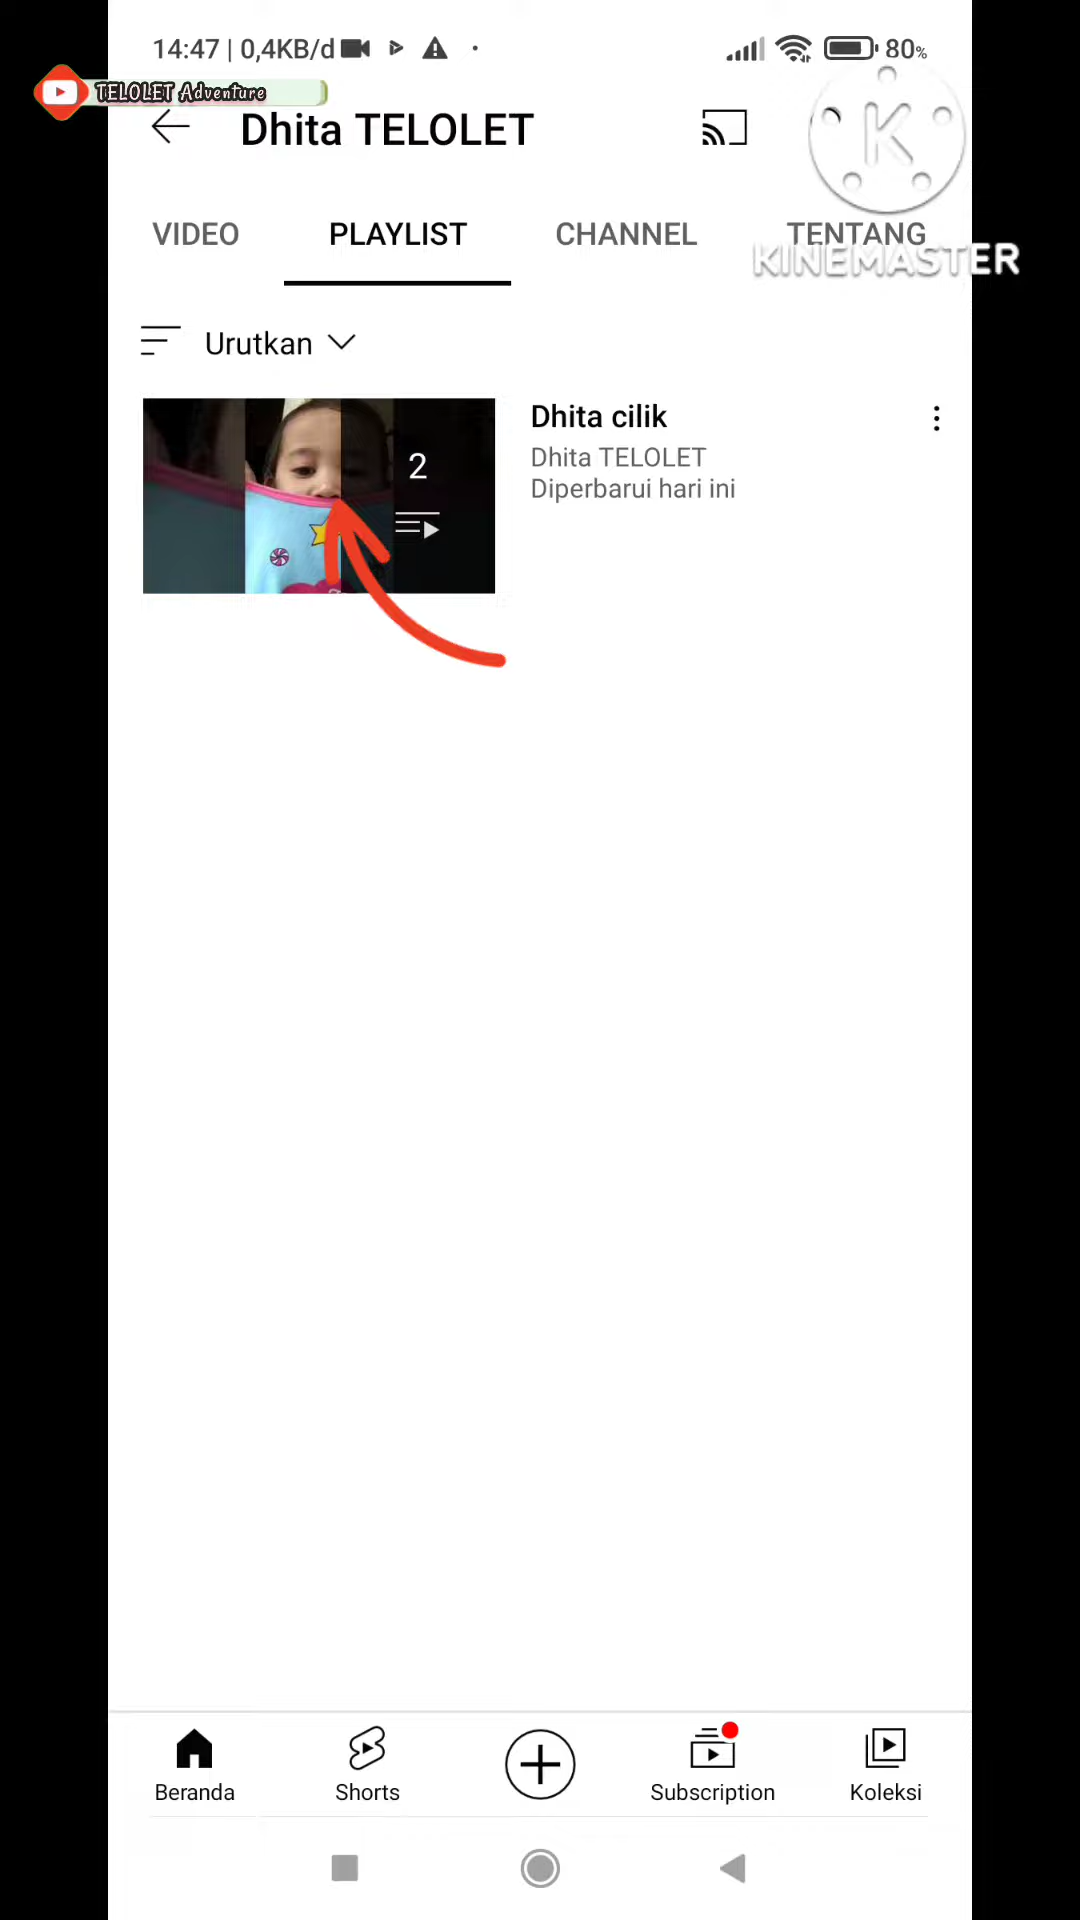 14:47 | 0,4KB/d
80%
TELOLET Adventure
Dhita TELOLET
K
VIDEO
PLAYLIST
CHANNEL
TENTANG
KINEMASTER
Urutkan
2
Dhita cilik
Dhita TELOLET
Diperbarui hari ini
Beranda
Shorts
Subscription
Koleksi